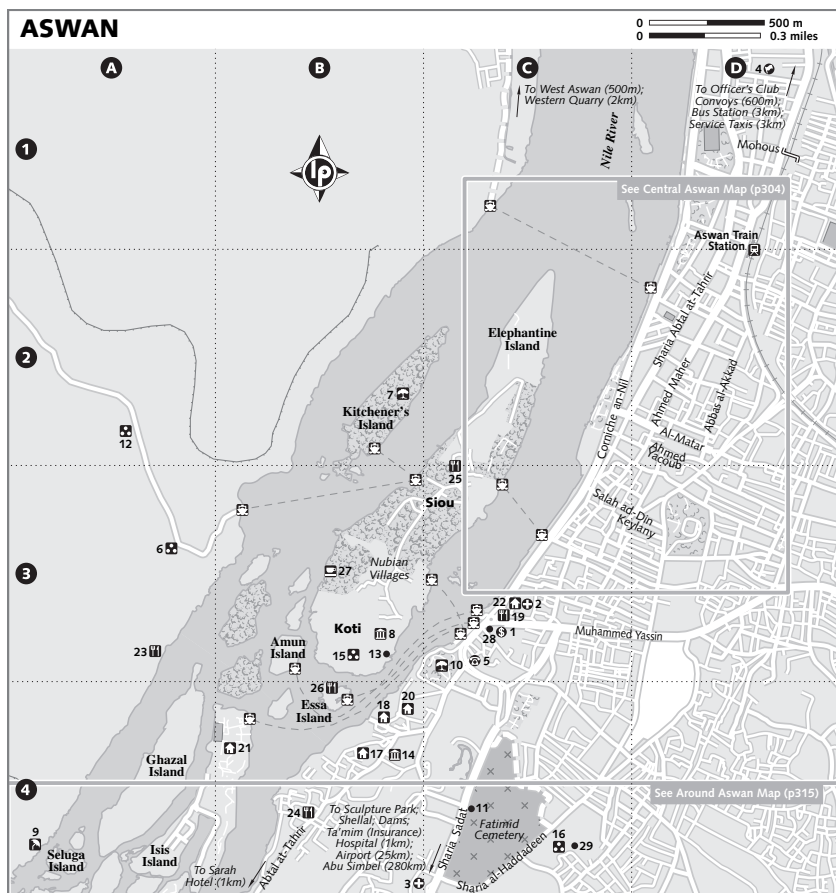 ASWAN
0 500 m
0 0.3 miles
A
B
C
D
4
To West Aswan (500m);
Western Quarry (2km)
To Officer's Club
Convoys (600m);
Bus Station (3km);
Service Taxis (3km)
Nile River
Mohous
1
lp
See Central Aswan Map (p304)
Aswan Train
Station
Sharia Abtal at-Tahrir
Elephantine
Island
2
7
Kitchener's
Island
Corniche an-Nil
Ahmed Maher
Abbas al-Akkad
Al-Matar
Ahmed
Yacoub
12
25
Siou
Salah ad-Din
Keylany
6
3
27
Nubian
Villages
22
2
19
Koti
8
28
1
Muhammed Yassin
Amun
Island
15
13
23
10
5
26
Essa
Island
20
18
21
17
14
Ghazal
Island
4
See Around Aswan Map (p315)
24
To Sculpture Park;
Shellal; Dams;
Ta'mim (Insurance)
Hospital (1km);
Airport (25km);
Abu Simbel (280km)
11
Fatimid
Cemetery
Sharia Sadat
9
Seluga
Island
Isis
Island
16
29
To Sarah
Hotel (1km)
Abtal at-Tahrir
3
Sharia al-Haddadeen